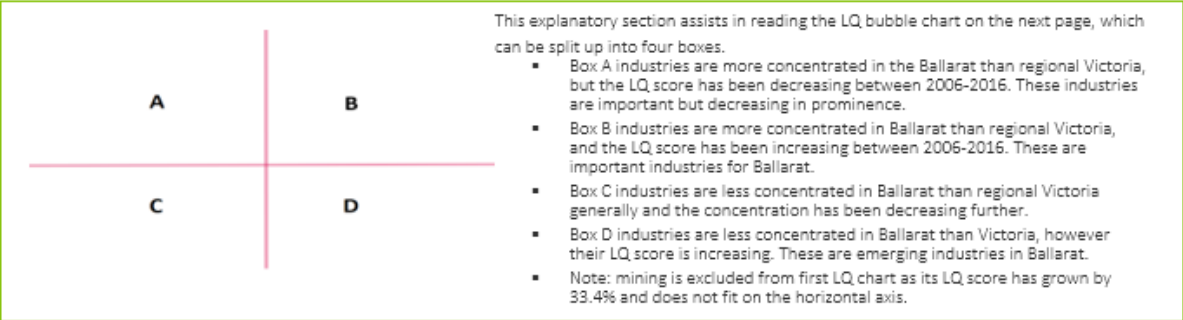 This explanatory section assists in reading the LQ bubble chart on the next page, which
can be split up into four boxes.
▪ Box A industries are more concentrated in the Ballarat than regional Victoria,
but the LQ score has been decreasing between 2006-2016. These industries
are important but decreasing in prominence.
▪ Box B industries are more concentrated in Ballarat than regional Victoria,
and the LQ score has been increasing between 2006-2016. These are
important industries for Ballarat.
▪ Box C industries are less concentrated in Ballarat than regional Victoria
generally and the concentration has been decreasing further.
▪ Box D industries are less concentrated in Ballarat than Victoria, however
their LQ score is increasing. These are emerging industries in Ballarat.
▪ Note: mining is excluded from first LQ chart as its LQ score has grown by
33.4% and does not fit on the horizontal axis.
A B
C D